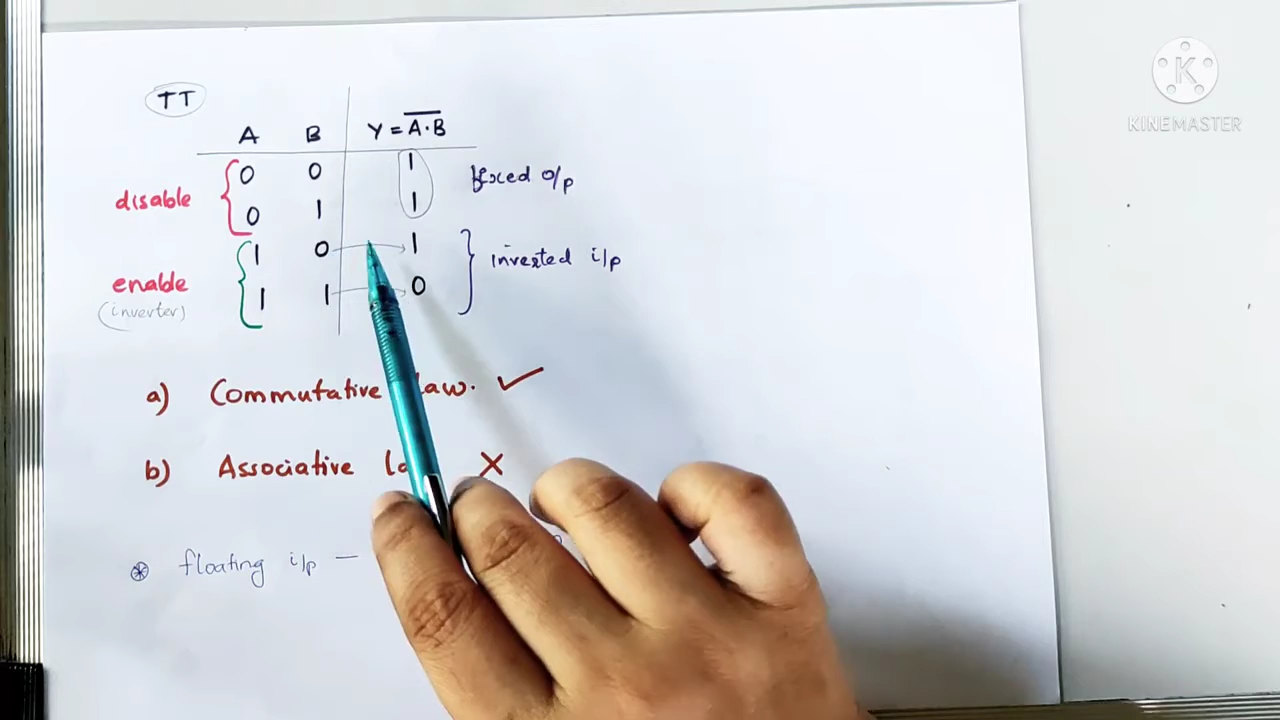 TT
A B Y = \overline{A·B}
0 0 1
0 1 1
1 0 1
1 1 0
disable
enable
(inverter)
fixed o/p
inverted i/p
a) Commutative law. ✓
b) Associative ✗
⊛ floating i/p —
K
KINEMASTER